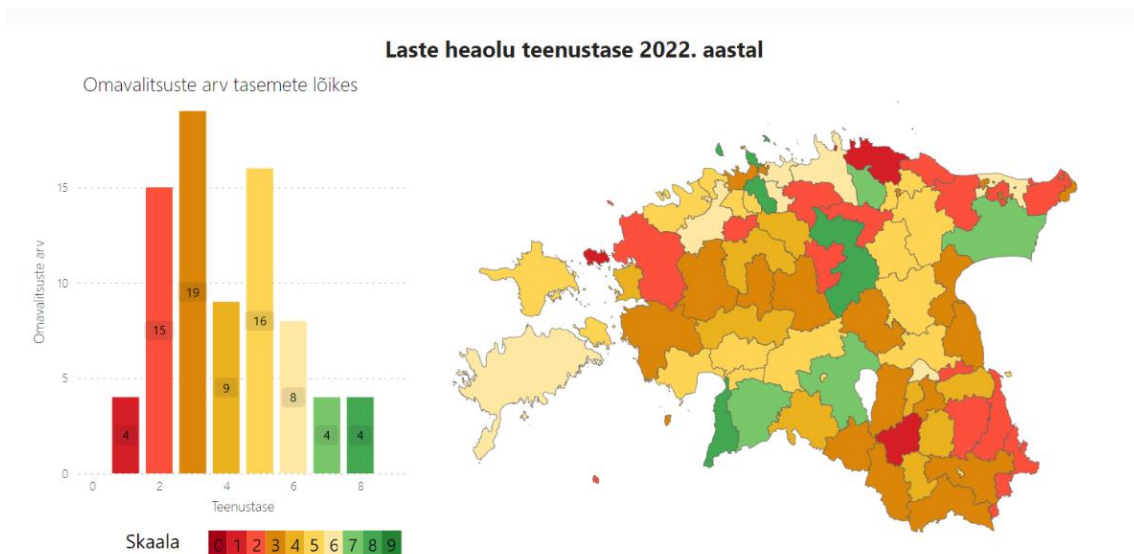 Laste heaolu teenustase 2022. aastal
Omavalitsuste arv tasemete lõikes
Omavalitsuste arv
15
10
5
0
4
15
19
9
16
8
4
4
0 2 4 6 8
Teenustase
Skaala 0 1 2 3 4 5 6 7 8 9